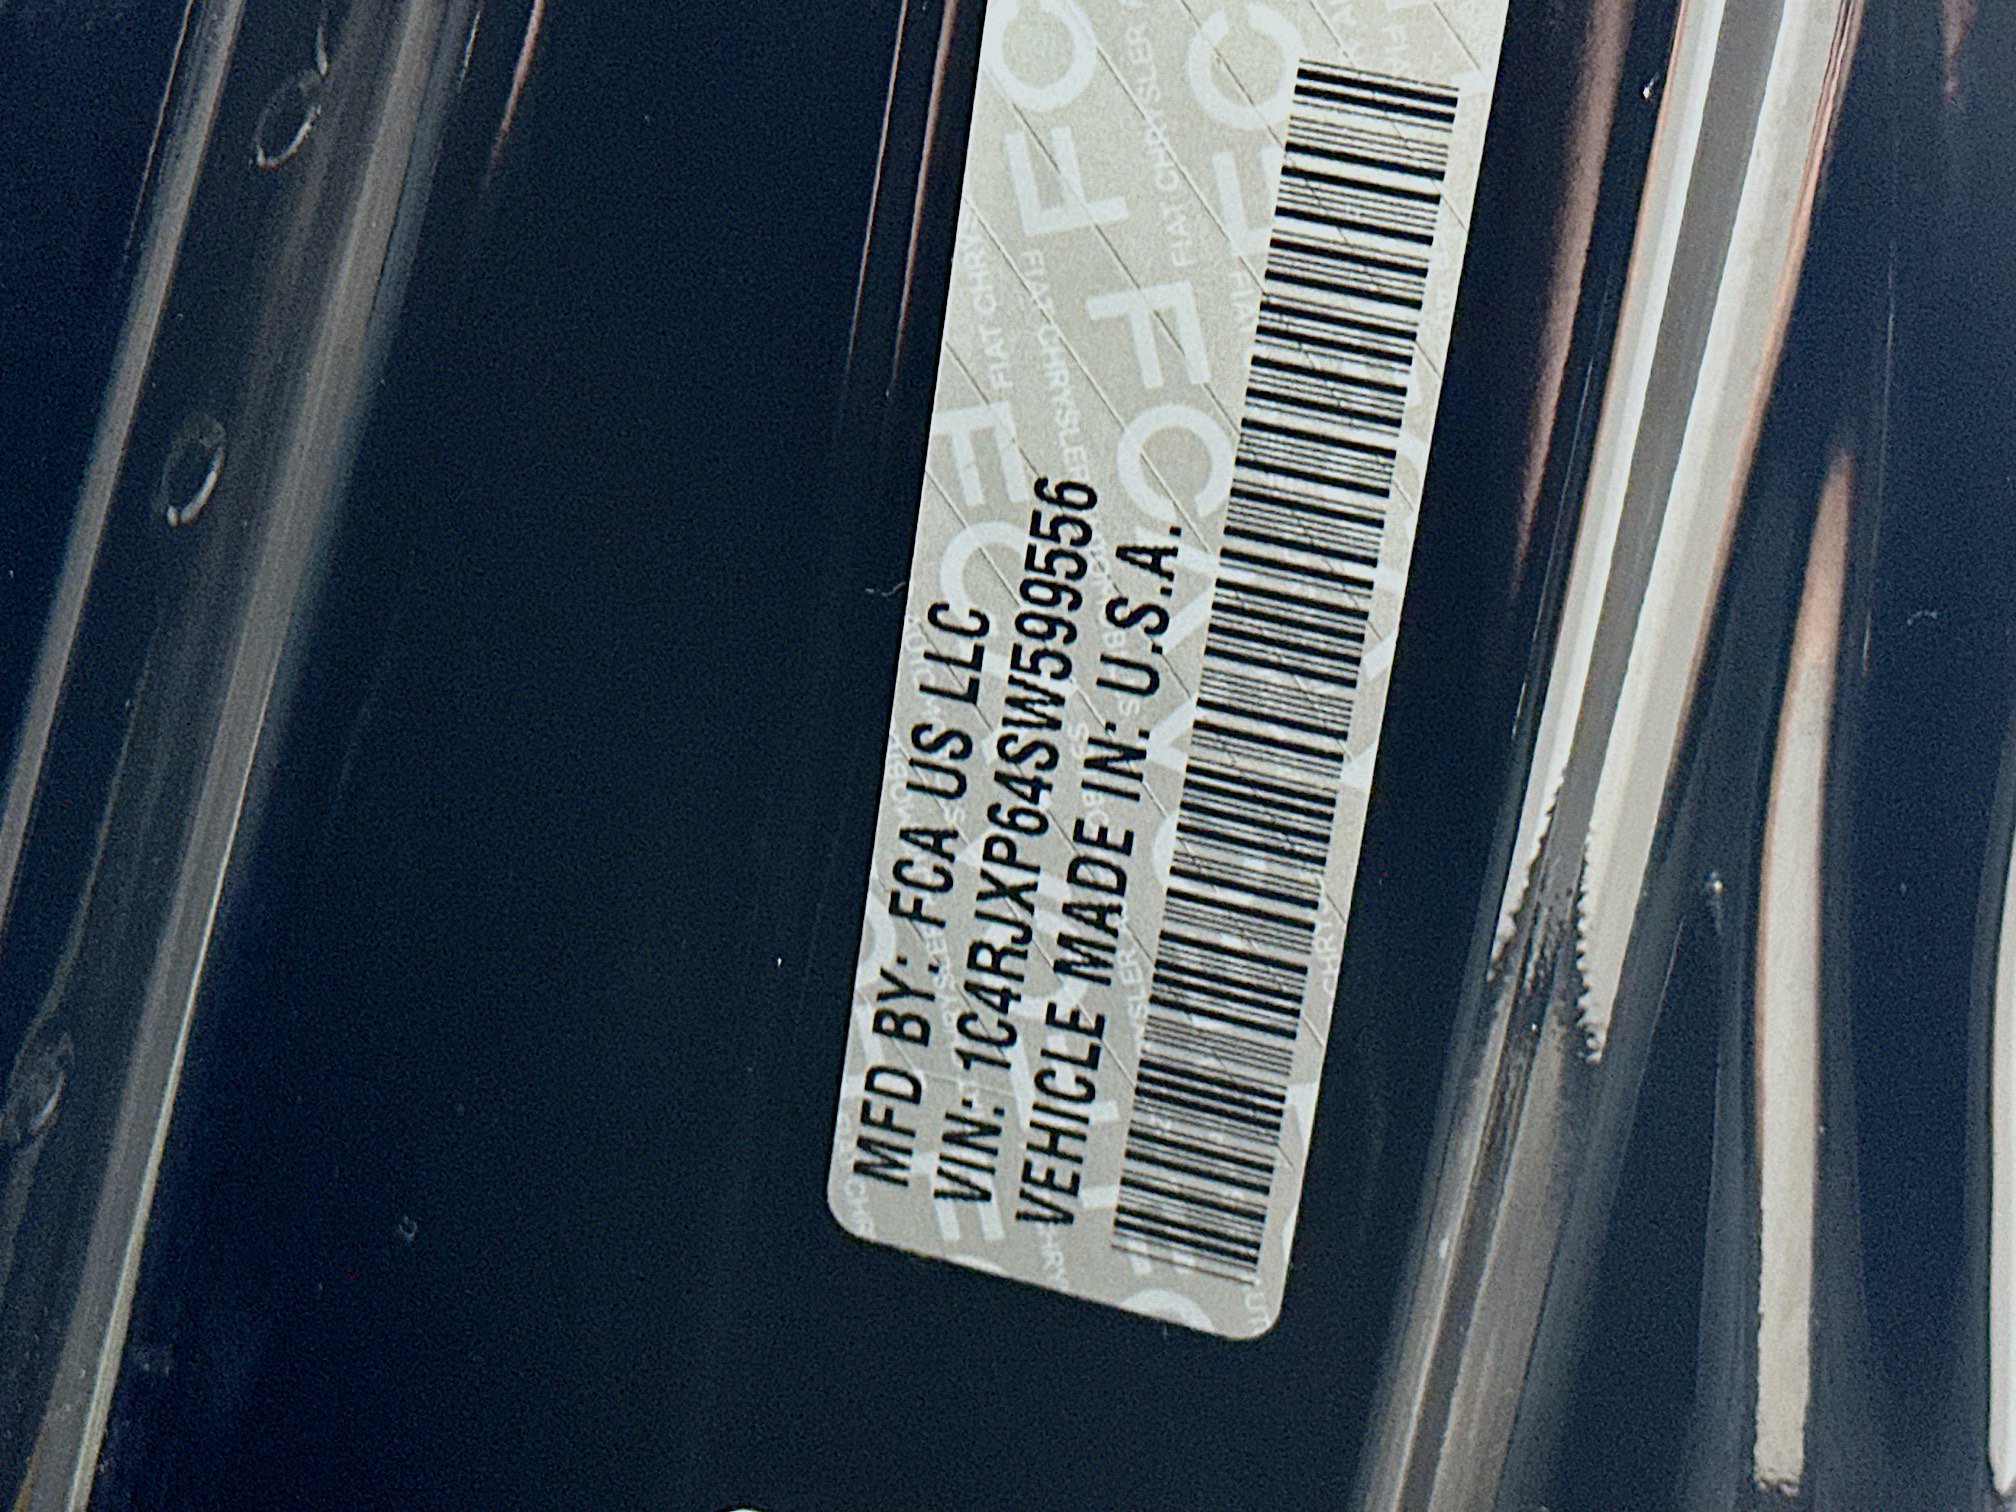 MFD BY: FCA US LLC
VIN: 1C4RJXP64SW599556
VEHICLE MADE IN: U.S.A.